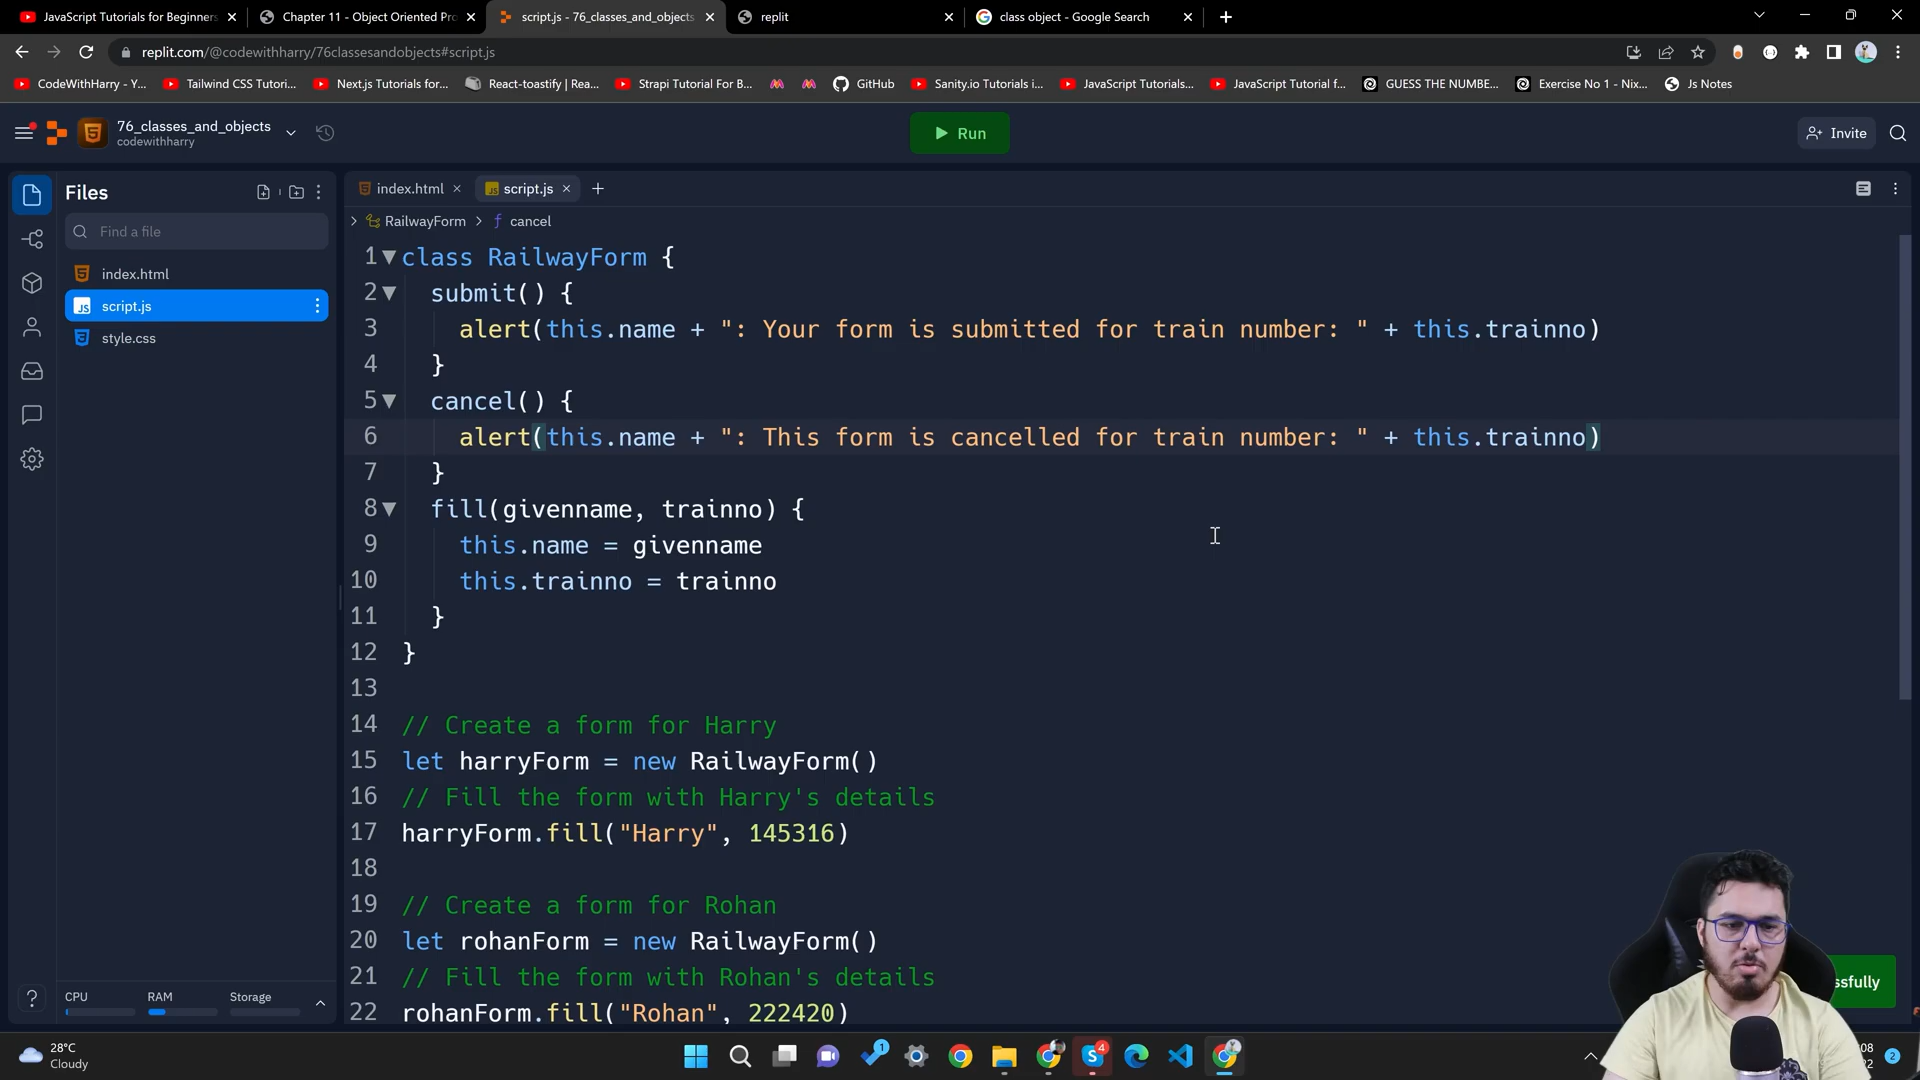 JavaScript Tutorials for Beginners
Chapter 11 - Object Oriented Pro
script.js - 76_classes_and_objects
replit
class object - Google Search
replit.com/@codewithharry/76classesandobjects#script.js
CodeWithHarry - Y...
Tailwind CSS Tutori...
Next.js Tutorials for...
React-toastify | Rea...
Strapi Tutorial For B...
GitHub
Sanity.io Tutorials i...
JavaScript Tutorials...
JavaScript Tutorial f...
GUESS THE NUMBE...
Exercise No 1 - Nix...
Js Notes
76_classes_and_objects
codewithharry
Run
Invite
Files
index.html
script.js
Find a file
RailwayForm
cancel
index.html
script.js
style.css
1 class RailwayForm {
2 submit() {
3 alert(this.name + ": Your form is submitted for train number: " + this.trainno)
4 }
5 cancel() {
6 alert(this.name + ": This form is cancelled for train number: " + this.trainno)
7 }
8 fill(givenname, trainno) {
9 this.name = givenname
10 this.trainno = trainno
11 }
12 }
13
14 // Create a form for Harry
15 let harryForm = new RailwayForm()
16 // Fill the form with Harry's details
17 harryForm.fill("Harry", 145316)
18
19 // Create a form for Rohan
20 let rohanForm = new RailwayForm()
21 // Fill the form with Rohan's details
22 rohanForm.fill("Rohan", 222420)
?
CPU
RAM
Storage
ssfully
28°C
Cloudy
1
4
08
22
2